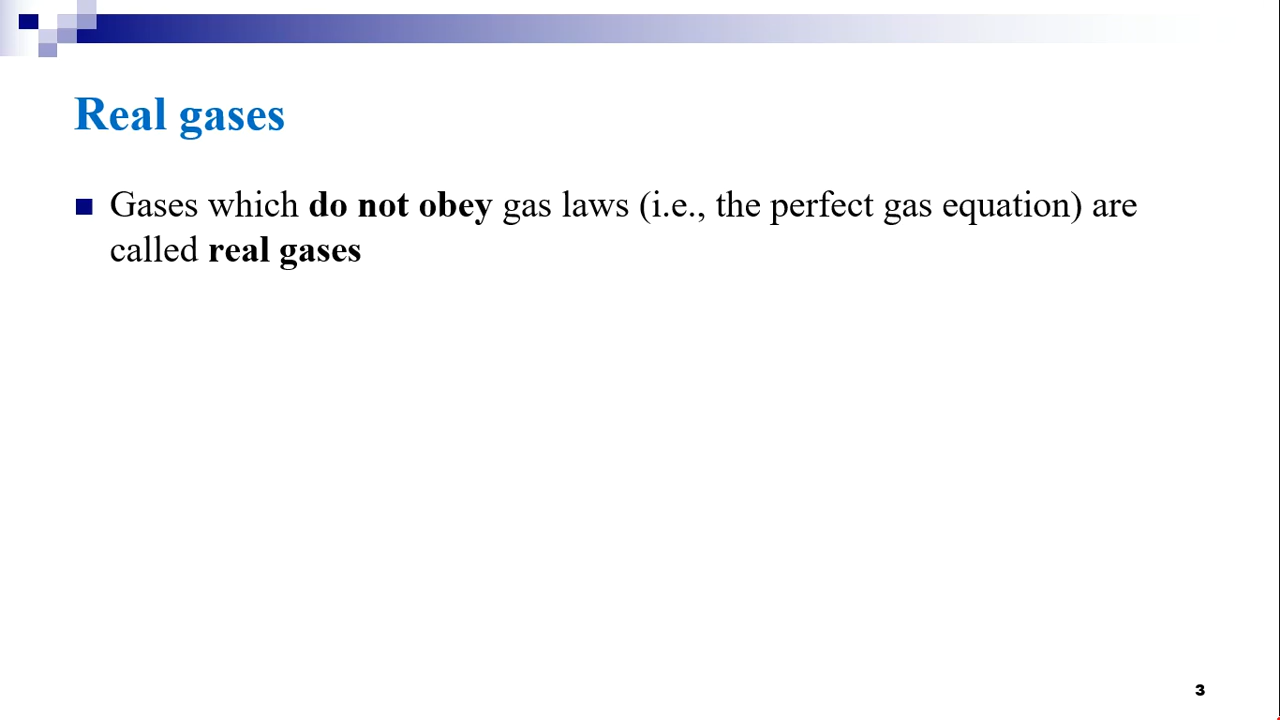 Real gases
Gases which do not obey gas laws (i.e., the perfect gas equation) are
called real gases
3